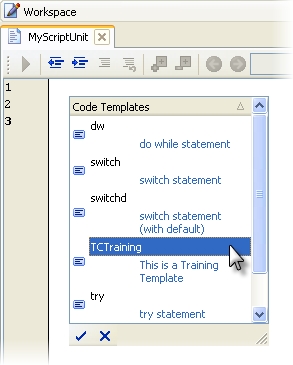 Workspace
MyScriptUnit
1
2
3
Code Templates
dw
do while statement
switch
switch statement
switchd
switch statement
(with default)
TCTraining
This is a Training
Template
try
try statement